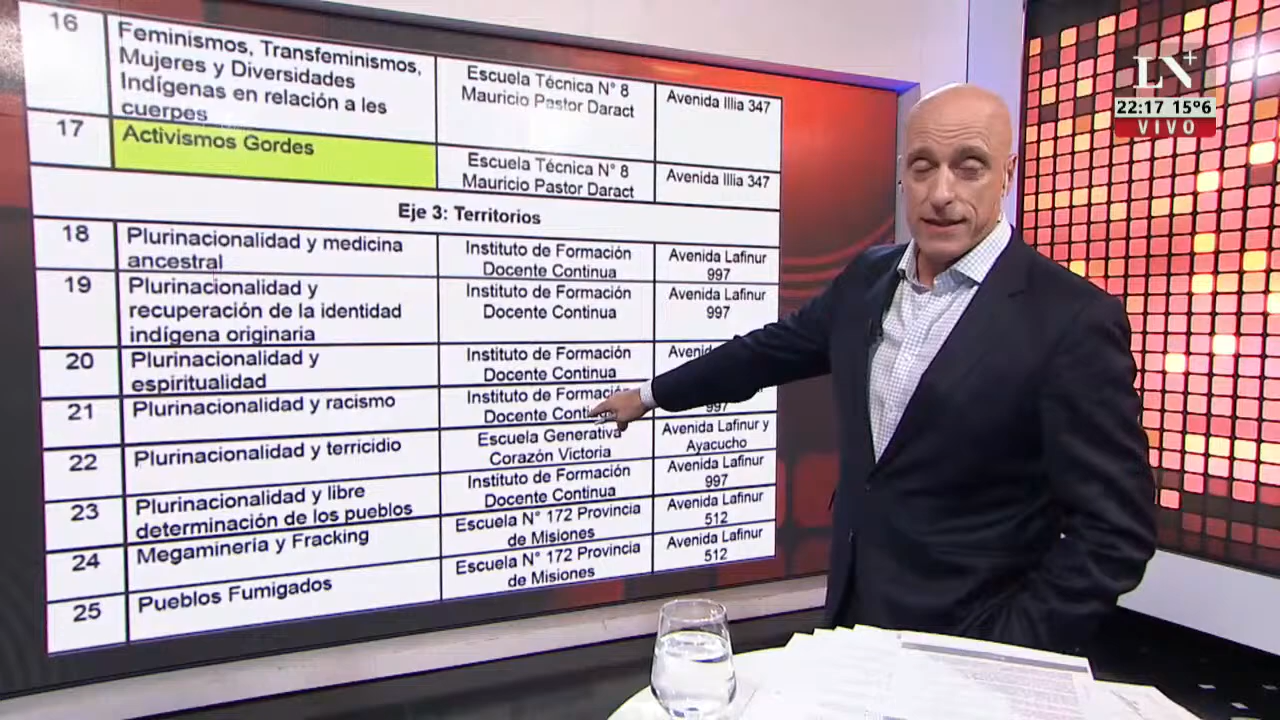 16
Feminismos, Transfeminismos,
Mujeres y Diversidades
Indígenas en relación a les
cuerpes
Escuela Técnica N° 8
Mauricio Pastor Daract
Avenida Illia 347
17
Activismos Gordes
Escuela Técnica N° 8
Mauricio Pastor Daract
Avenida Illia 347
Eje 3: Territorios
18
Plurinacionalidad y medicina
ancestral
Instituto de Formación
Docente Continua
Avenida Lafinur
997
19
Plurinacionalidad y
recuperación de la identidad
indígena originaria
Instituto de Formación
Docente Continua
Avenida Lafinur
997
20
Plurinacionalidad y
espiritualidad
Instituto de Formación
Docente Continua
21
Plurinacionalidad y racismo
Instituto de Formación
Docente Continua
997
22
Plurinacionalidad y terricidio
Escuela Generativa
Corazón Victoria
Avenida Lafinur y
Ayacucho
23
Plurinacionalidad y libre
determinación de los pueblos
Instituto de Formación
Docente Continua
Avenida Lafinur
997
24
Megaminería y Fracking
Escuela N° 172 Provincia
de Misiones
Avenida Lafinur
512
25
Pueblos Fumigados
Escuela N° 172 Provincia
de Misiones
Avenida Lafinur
512
LN+
22:17 15°6
VIVO